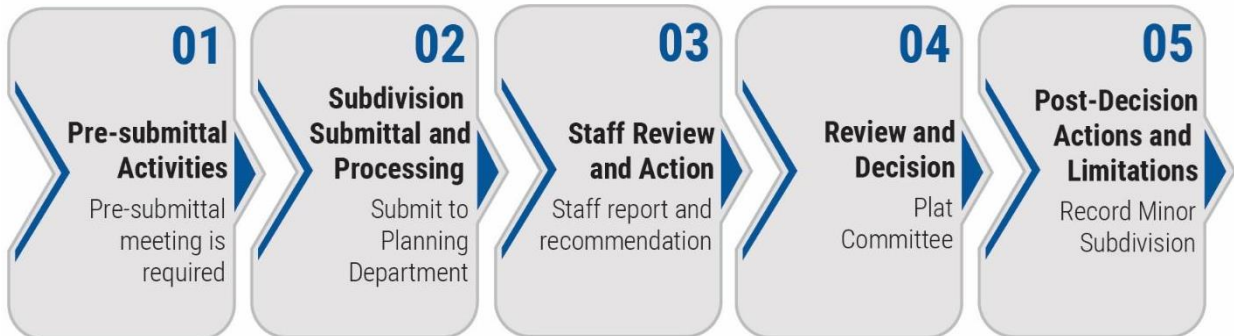 01
Pre-submittal
Activities
Pre-submittal
meeting is
required
02
Subdivision
Submittal and
Processing
Submit to
Planning
Department
03
Staff Review
and Action
Staff report and
recommendation
04
Review and
Decision
Plat
Committee
05
Post-Decision
Actions and
Limitations
Record Minor
Subdivision